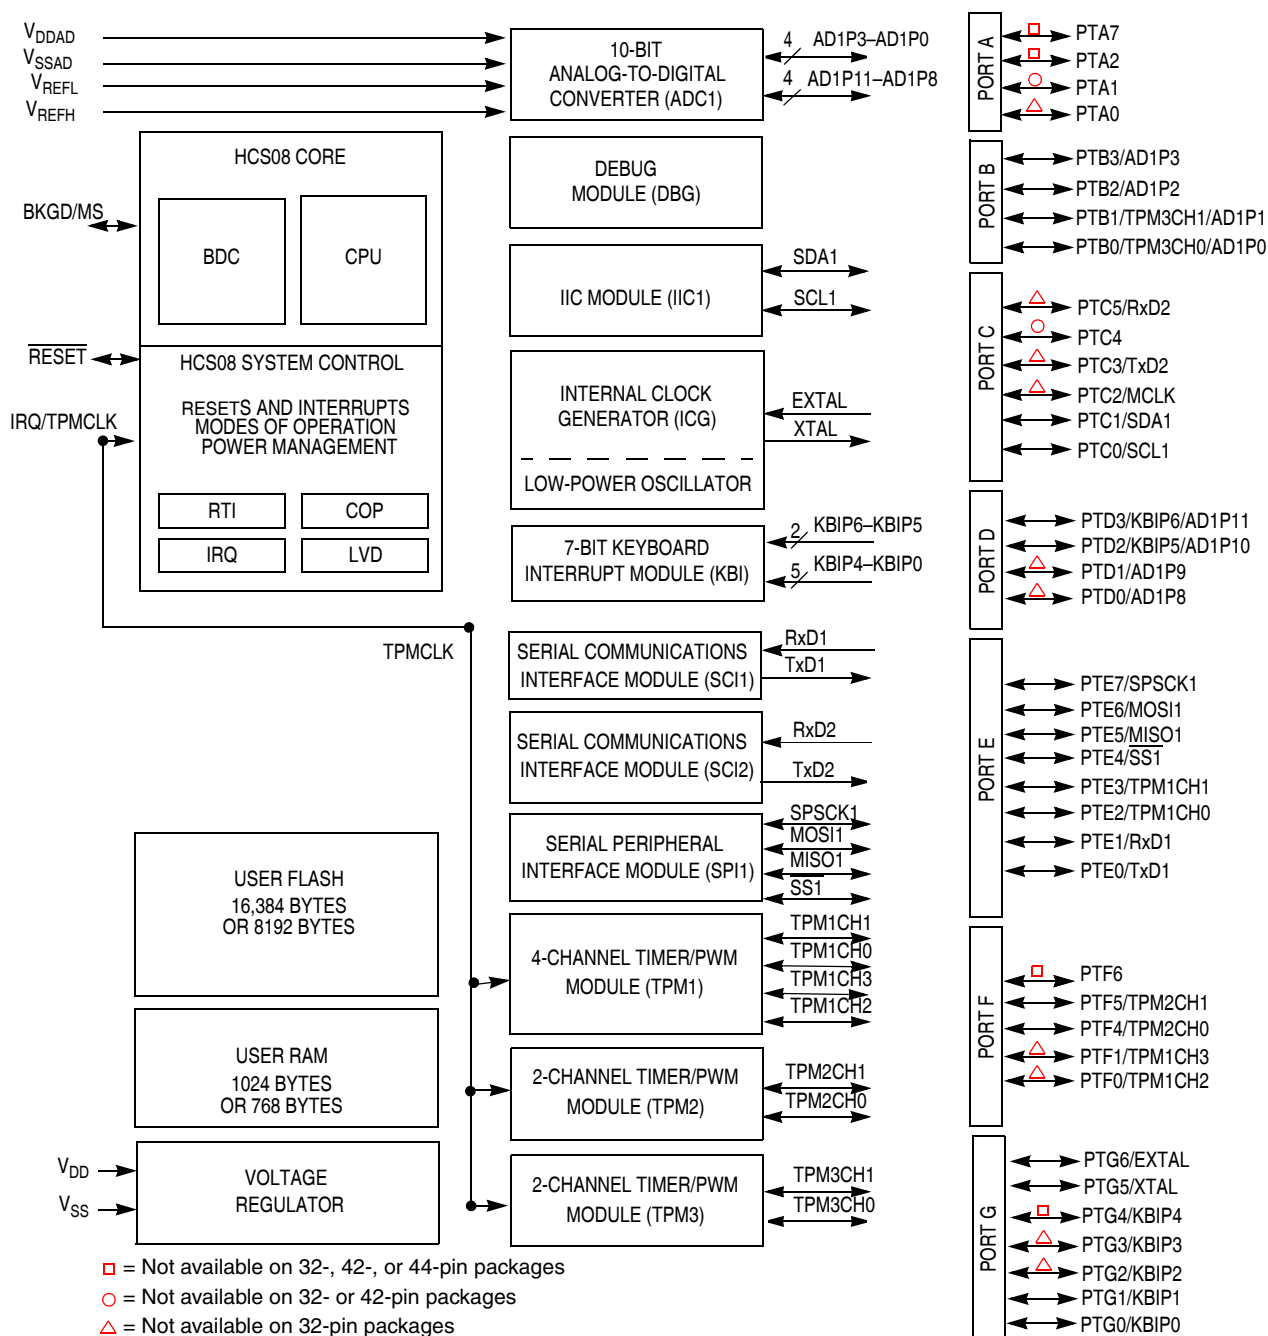 VDDAD
VSSAD
VREFL
VREFH
10-BIT
ANALOG-TO-DIGITAL
CONVERTER (ADC1)
4 AD1P3–AD1P0
4 AD1P11–AD1P8
HCS08 CORE
BDC
CPU
BKGD/MS
RESET
IRQ/TPMCLK
HCS08 SYSTEM CONTROL
RESETS AND INTERRUPTS
MODES OF OPERATION
POWER MANAGEMENT
RTI
COP
IRQ
LVD
TPMCLK
DEBUG
MODULE (DBG)
IIC MODULE (IIC1)
SDA1
SCL1
INTERNAL CLOCK
GENERATOR (ICG)
LOW-POWER OSCILLATOR
EXTAL
XTAL
7-BIT KEYBOARD
INTERRUPT MODULE (KBI)
2 KBIP6–KBIP5
5 KBIP4–KBIP0
SERIAL COMMUNICATIONS
INTERFACE MODULE (SCI1)
RxD1
TxD1
SERIAL COMMUNICATIONS
INTERFACE MODULE (SCI2)
RxD2
TxD2
SERIAL PERIPHERAL
INTERFACE MODULE (SPI1)
SPSCK1
MOSI1
MISO1
SS1
4-CHANNEL TIMER/PWM
MODULE (TPM1)
TPM1CH1
TPM1CH0
TPM1CH3
TPM1CH2
2-CHANNEL TIMER/PWM
MODULE (TPM2)
TPM2CH1
TPM2CH0
2-CHANNEL TIMER/PWM
MODULE (TPM3)
TPM3CH1
TPM3CH0
USER FLASH
16,384 BYTES
OR 8192 BYTES
USER RAM
1024 BYTES
OR 768 BYTES
VDD
VSS
VOLTAGE
REGULATOR
PORT A
PTA7
PTA2
PTA1
PTA0
PORT B
PTB3/AD1P3
PTB2/AD1P2
PTB1/TPM3CH1/AD1P1
PTB0/TPM3CH0/AD1P0
PORT C
PTC5/RxD2
PTC4
PTC3/TxD2
PTC2/MCLK
PTC1/SDA1
PTC0/SCL1
PORT D
PTD3/KBIP6/AD1P11
PTD2/KBIP5/AD1P10
PTD1/AD1P9
PTD0/AD1P8
PORT E
PTE7/SPSCK1
PTE6/MOSI1
PTE5/MISO1
PTE4/SS1
PTE3/TPM1CH1
PTE2/TPM1CH0
PTE1/RxD1
PTE0/TxD1
PORT F
PTF6
PTF5/TPM2CH1
PTF4/TPM2CH0
PTF1/TPM1CH3
PTF0/TPM1CH2
PORT G
PTG6/EXTAL
PTG5/XTAL
PTG4/KBIP4
PTG3/KBIP3
PTG2/KBIP2
PTG1/KBIP1
PTG0/KBIP0
= Not available on 32-, 42-, or 44-pin packages
= Not available on 32- or 42-pin packages
= Not available on 32-pin packages